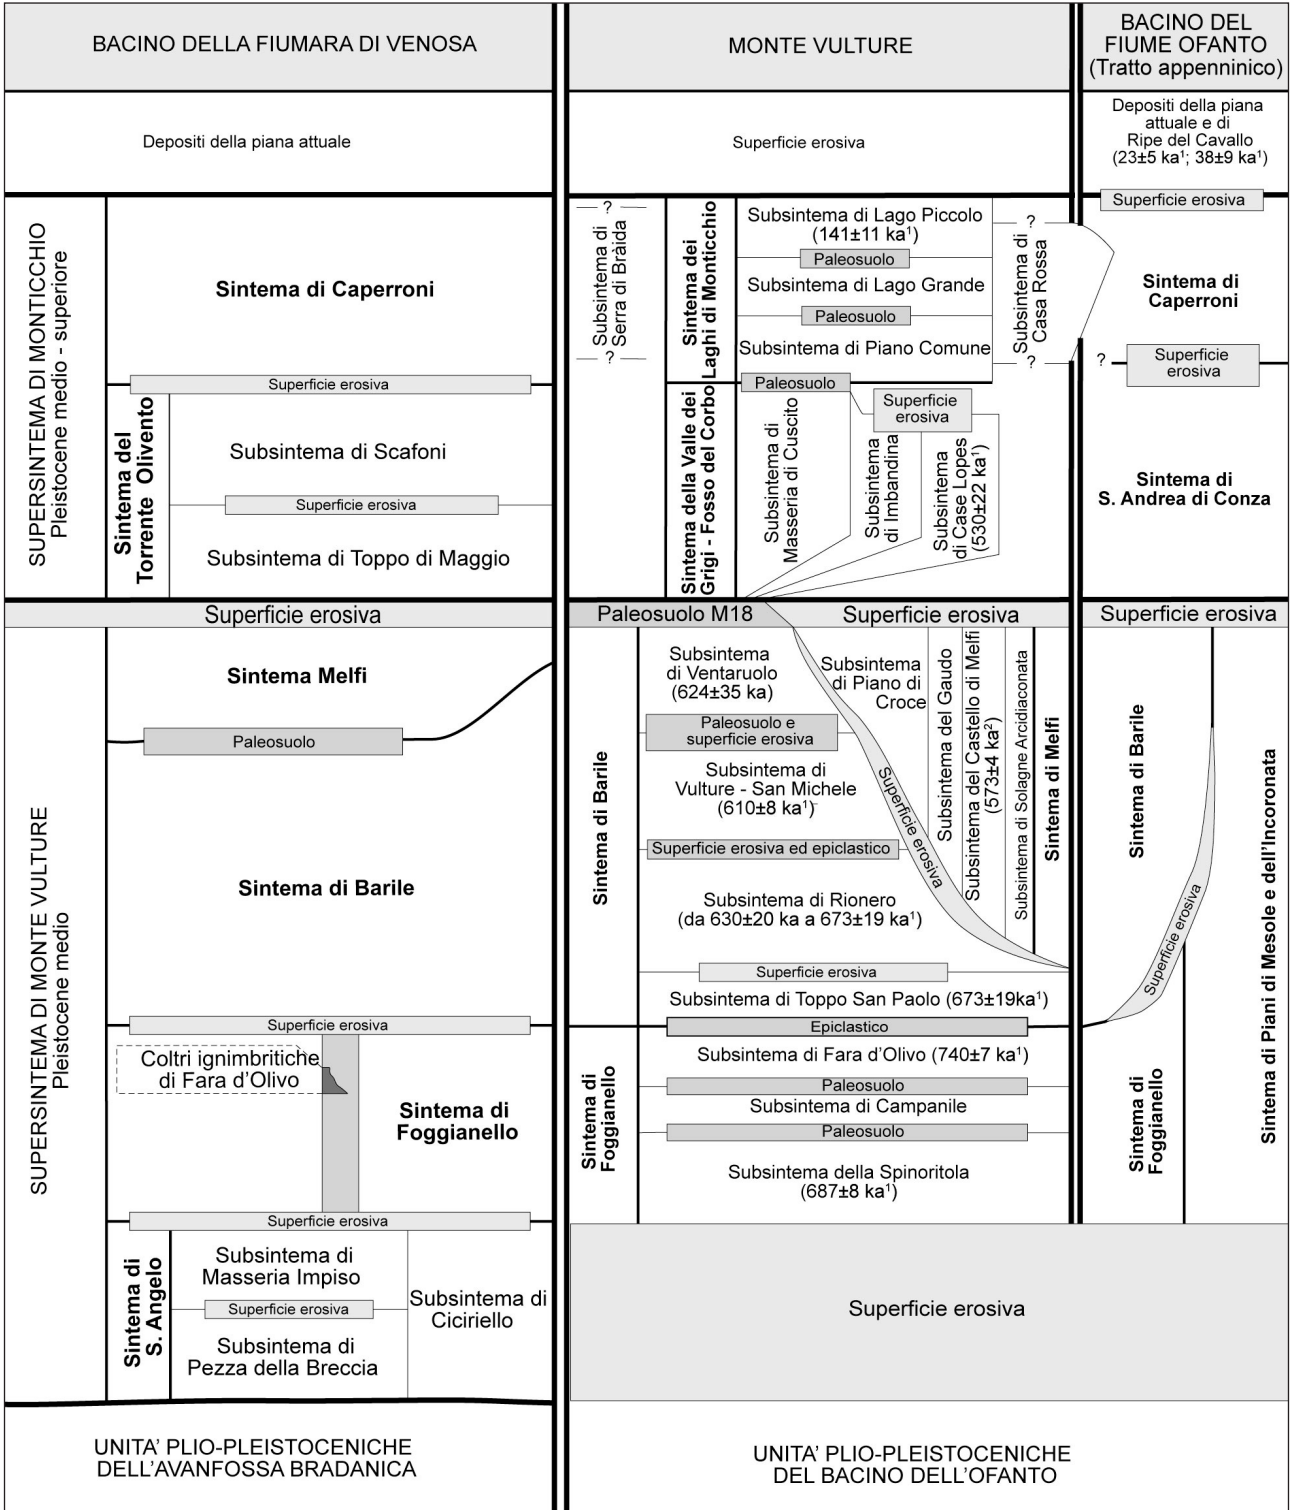 BACINO DELLA FIUMARA DI VENOSA
MONTE VULTURE
BACINO DEL
FIUME OFANTO
(Tratto appenninico)
Depositi della piana attuale
Superficie erosiva
Depositi della piana
attuale e di
Ripe del Cavallo
(23±5 ka¹; 38±9 ka¹)
Superficie erosiva
SUPERSINTEMA DI MONTICCHIO
Pleistocene medio - superiore
Sintema di Caperroni
Superficie erosiva
Sintema del
Torrente Olivento
Subsintema di Scafoni
Superficie erosiva
Subsintema di Toppo di Maggio
?
Subsintema di
Serra di Bràida
?
Sintema dei
Laghi di Monticchio
Subsintema di Lago Piccolo
(141±11 ka¹)
Paleosuolo
Subsintema di Lago Grande
Paleosuolo
Subsintema di Piano Comune
?
Subsintema di
Casa Rossa
?
Paleosuolo
Sintema della Valle dei
Grigi - Fosso del Corbo
Superficie
erosiva
Subsintema di
Masseria di Cuscito
Subsintema
di Imbandina
Subsintema
di Case Lopes
(530±22 ka¹)
Sintema di
Caperroni
?
Superficie
erosiva
Sintema di
S. Andrea di Conza
Superficie erosiva
Paleosuolo M18
Superficie erosiva
Superficie erosiva
SUPERSINTEMA DI MONTE VULTURE
Pleistocene medio
Sintema Melfi
Paleosuolo
Sintema di Barile
Superficie erosiva
Coltri ignimbritiche
di Fara d'Olivo
Sintema di
Foggianello
Superficie erosiva
Sintema di
S. Angelo
Subsintema di
Masseria Impiso
Superficie erosiva
Subsintema di
Pezza della Breccia
Subsintema di
Ciciriello
Sintema di Barile
Subsintema
di Ventaruolo
(624±35 ka)
Paleosuolo e
superficie erosiva
Subsintema di
Vulture - San Michele
(610±8 ka¹)
Superficie erosiva ed epiclastico
Subsintema di Rionero
(da 630±20 ka a 673±19 ka¹)
Superficie erosiva
Subsintema di Toppo San Paolo (673±19ka¹)
Superficie erosiva
Subsintema
di Piano di
Croce
Subsintema del Gaudo
Subsintema del Castello di Melfi
(573±4 ka²)
Subsintema di Solagne Arcidiaconata
Sintema di Melfi
Epiclastico
Sintema di
Foggianello
Subsintema di Fara d'Olivo (740±7 ka¹)
Paleosuolo
Subsintema di Campanile
Paleosuolo
Subsintema della Spinoritola
(687±8 ka¹)
Superficie erosiva
Sintema di Barile
Superficie erosiva
Sintema di
Foggianello
Sintema di Piani di Mesole e dell'Incoronata
UNITA' PLIO-PLEISTOCENICHE
DELL'AVANFOSSA BRADANICA
UNITA' PLIO-PLEISTOCENICHE
DEL BACINO DELL'OFANTO